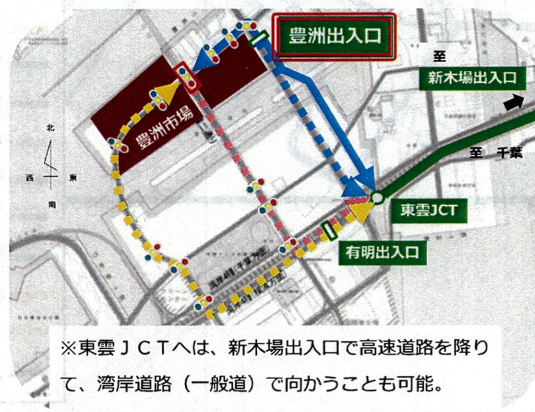 豊洲出入口
至
新木場出入口
豊洲市場
北
西 東
南
至 千葉
東雲JCT
有明出入口
※東雲JCTへは、新木場出入口で高速道路を降り
て、湾岸道路（一般道）で向かうことも可能。